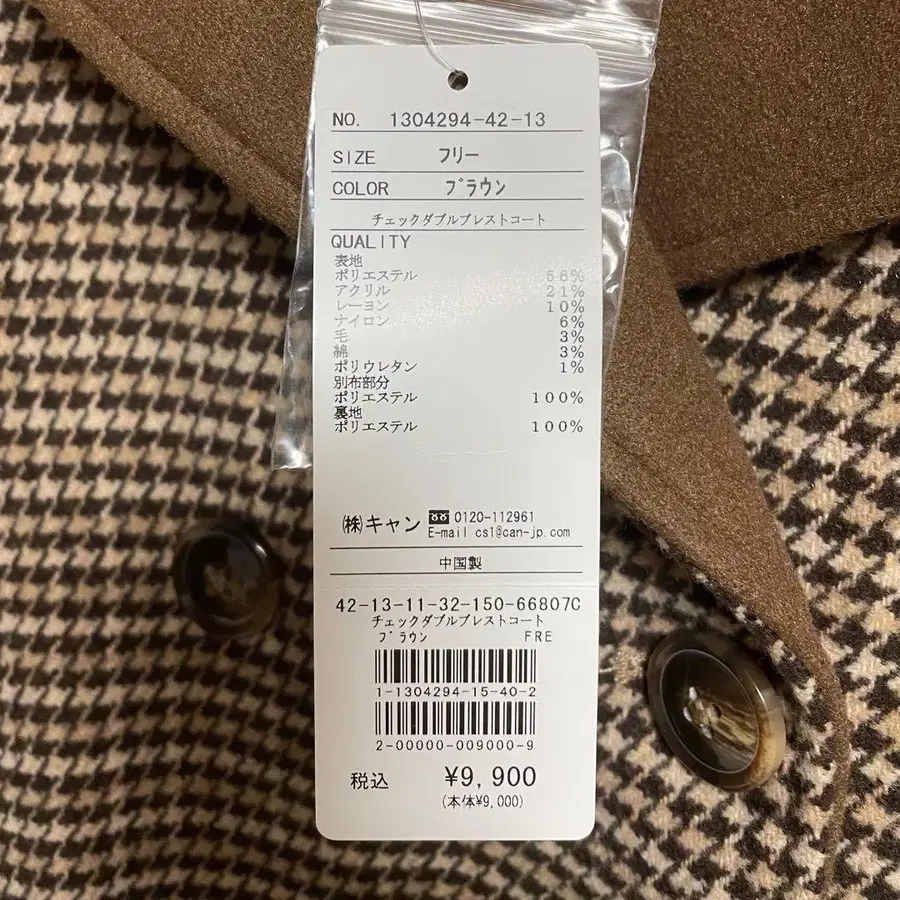 NO. 1304294-42-13
SIZE フリー
COLOR ブラウン
チェックダブルブレストコート
QUALITY
表地
ポリエステル 56%
アクリル 21%
レーヨン 10%
ナイロン 6%
毛 3%
綿 3%
ポリウレタン 1%
別布部分
ポリエステル 100%
裏地
ポリエステル 100%
㈱キャン 0120-112961
E-mail cs1@can-jp.com
中国製
42-13-11-32-150-66807C
チェックダブルブレストコート
ブラウン FRE
1-1304294-15-40-2
2-00000-009000-9
税込 ¥9,900
(本体¥9,000)